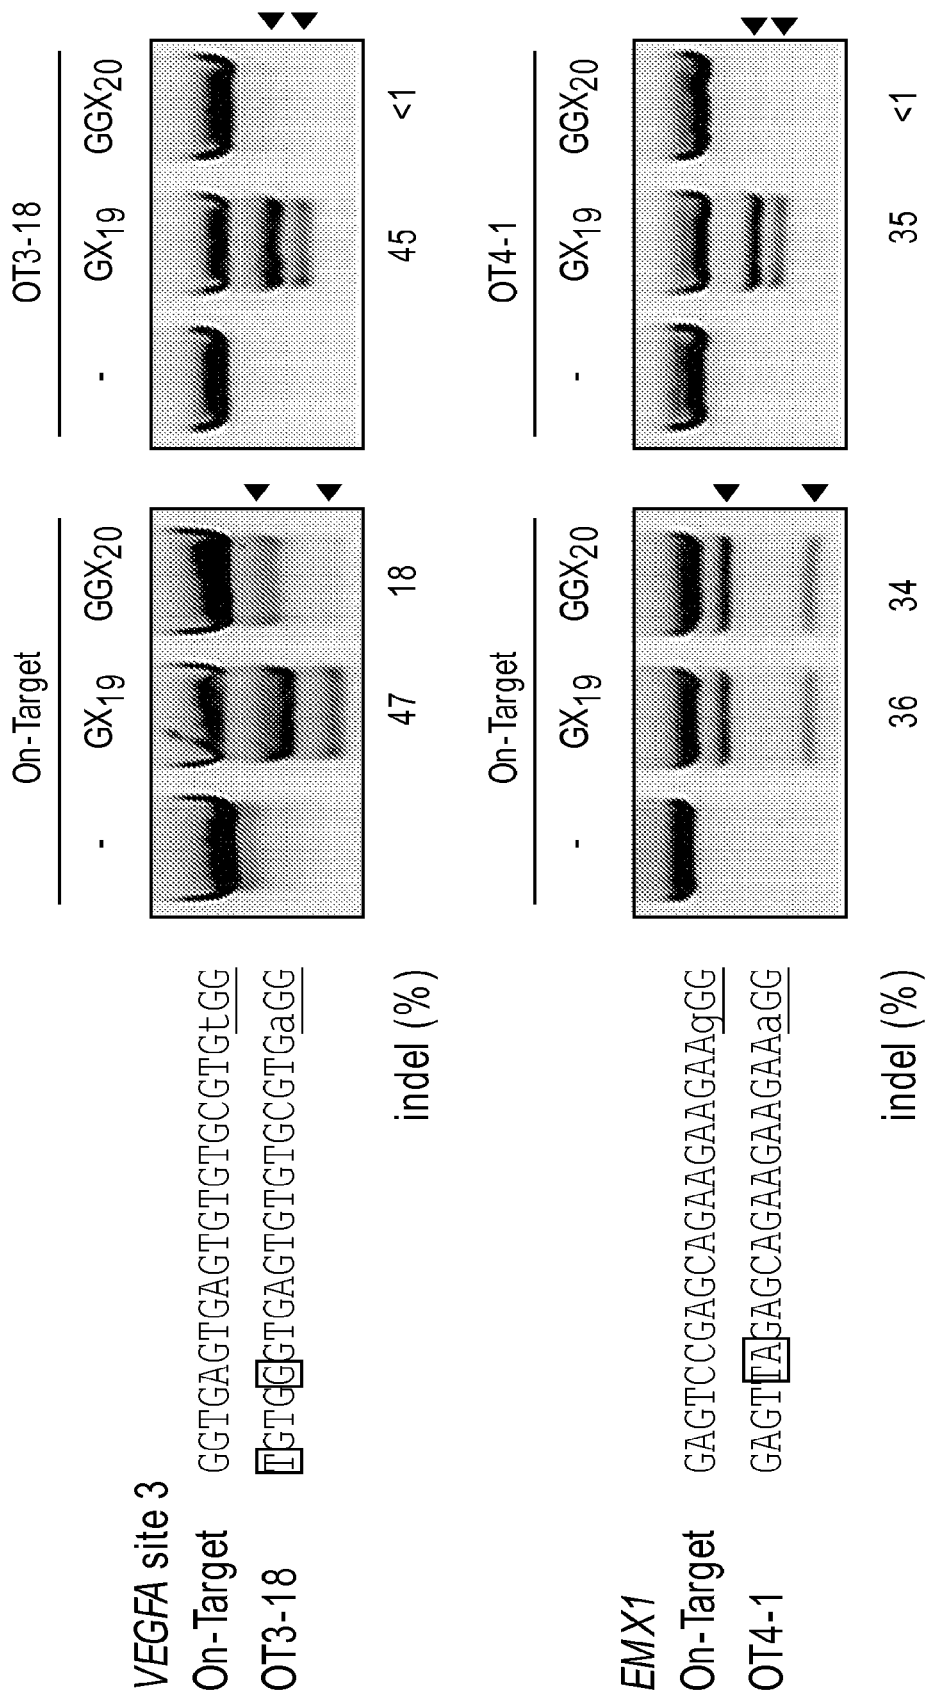 On-Target OT3-18
- GX19 GGX20 - GX19 GGX20
VEGFA site 3
On-Target GGTGAGTGAGTGTGTGCGTGtGG
OT3-18 TGTGGGTGAGTGTGTGCGTGaGG
indel (%) 47 18 45 <1
On-Target OT4-1
- GX19 GGX20 - GX19 GGX20
EMX1
On-Target GAGTCCGAGCAGAAGAAGAAgGG
OT4-1 GAGTTAGAGCAGAAGAAGAAaGG
indel (%) 36 34 35 <1